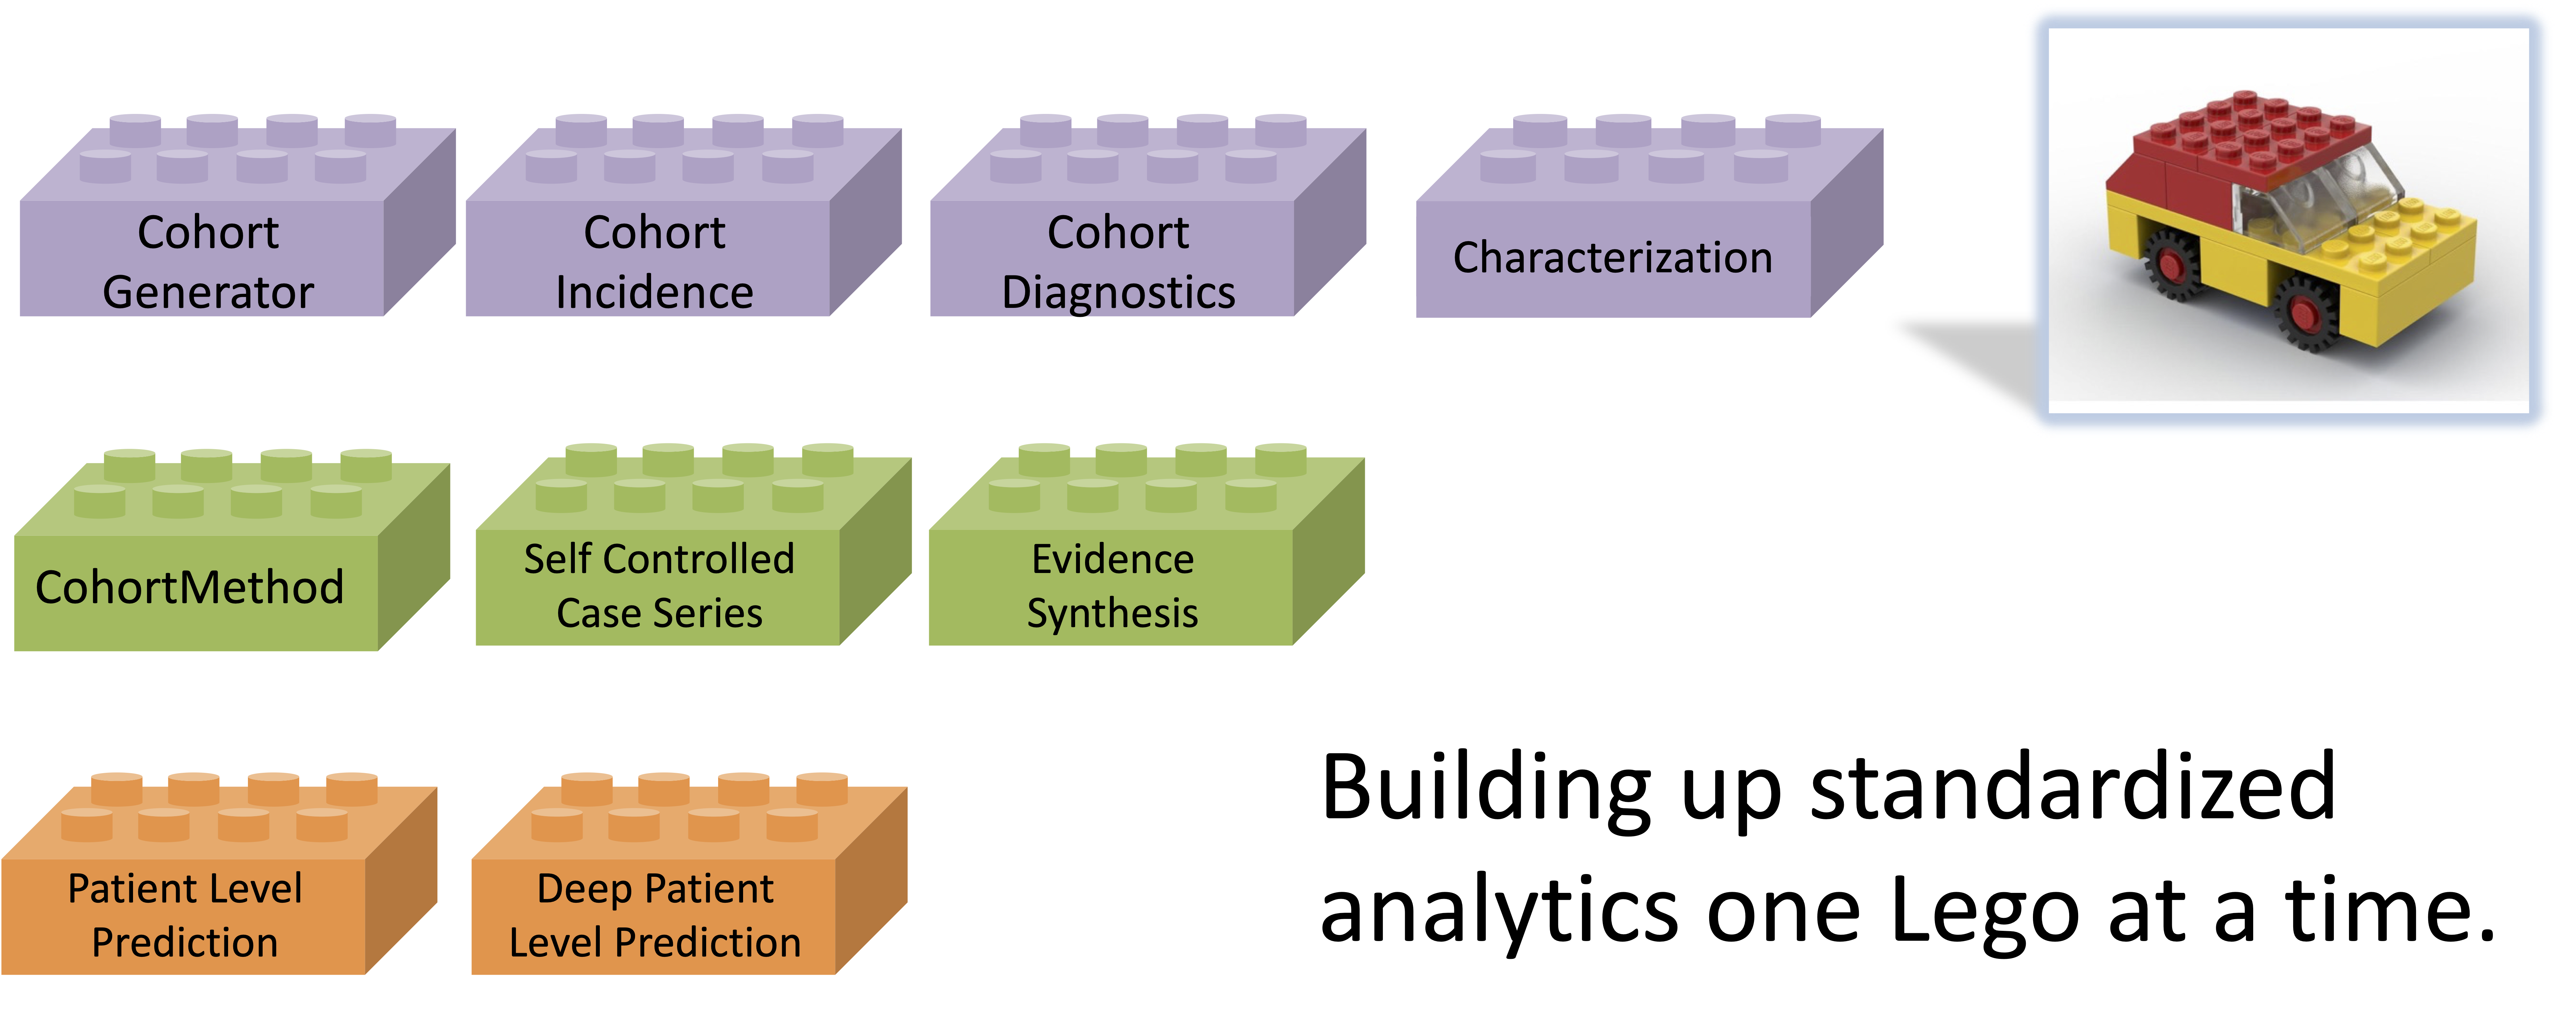 Cohort
Generator
Cohort
Incidence
Cohort
Diagnostics
Characterization
CohortMethod
Self Controlled
Case Series
Evidence
Synthesis
Patient Level
Prediction
Deep Patient
Level Prediction
Building up standardized
analytics one Lego at a time.